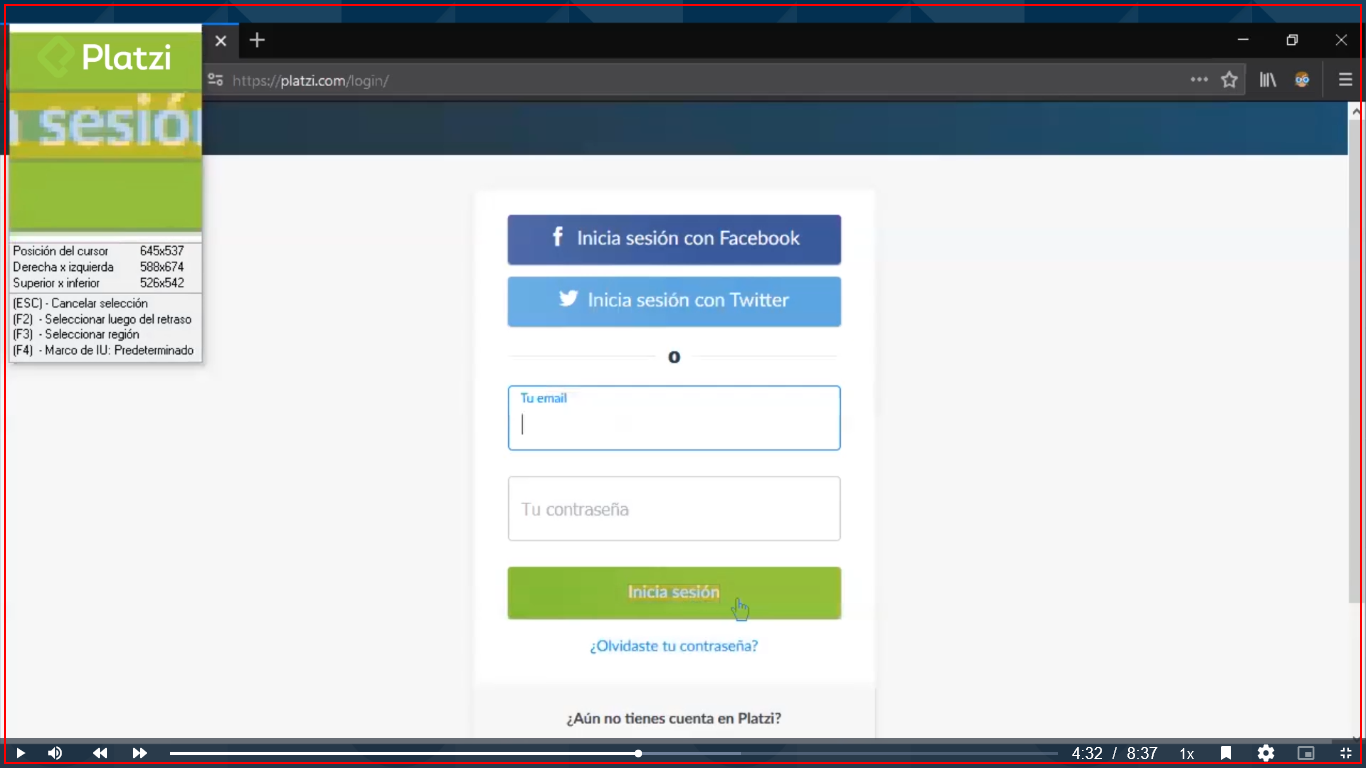 Platzi
https://platzi.com/login/
sesión
Posición del cursor 645x537
Derecha x izquierda 588x674
Superior x inferior 526x542
(ESC) - Cancelar selección
(F2) - Seleccionar luego del retraso
(F3) - Seleccionar región
(F4) - Marco de IU: Predeterminado
Inicia sesión con Facebook
Inicia sesión con Twitter
o
Tu email
Tu contraseña
Inicia sesión
¿Olvidaste tu contraseña?
¿Aún no tienes cuenta en Platzi?
4:32 / 8:37 1x